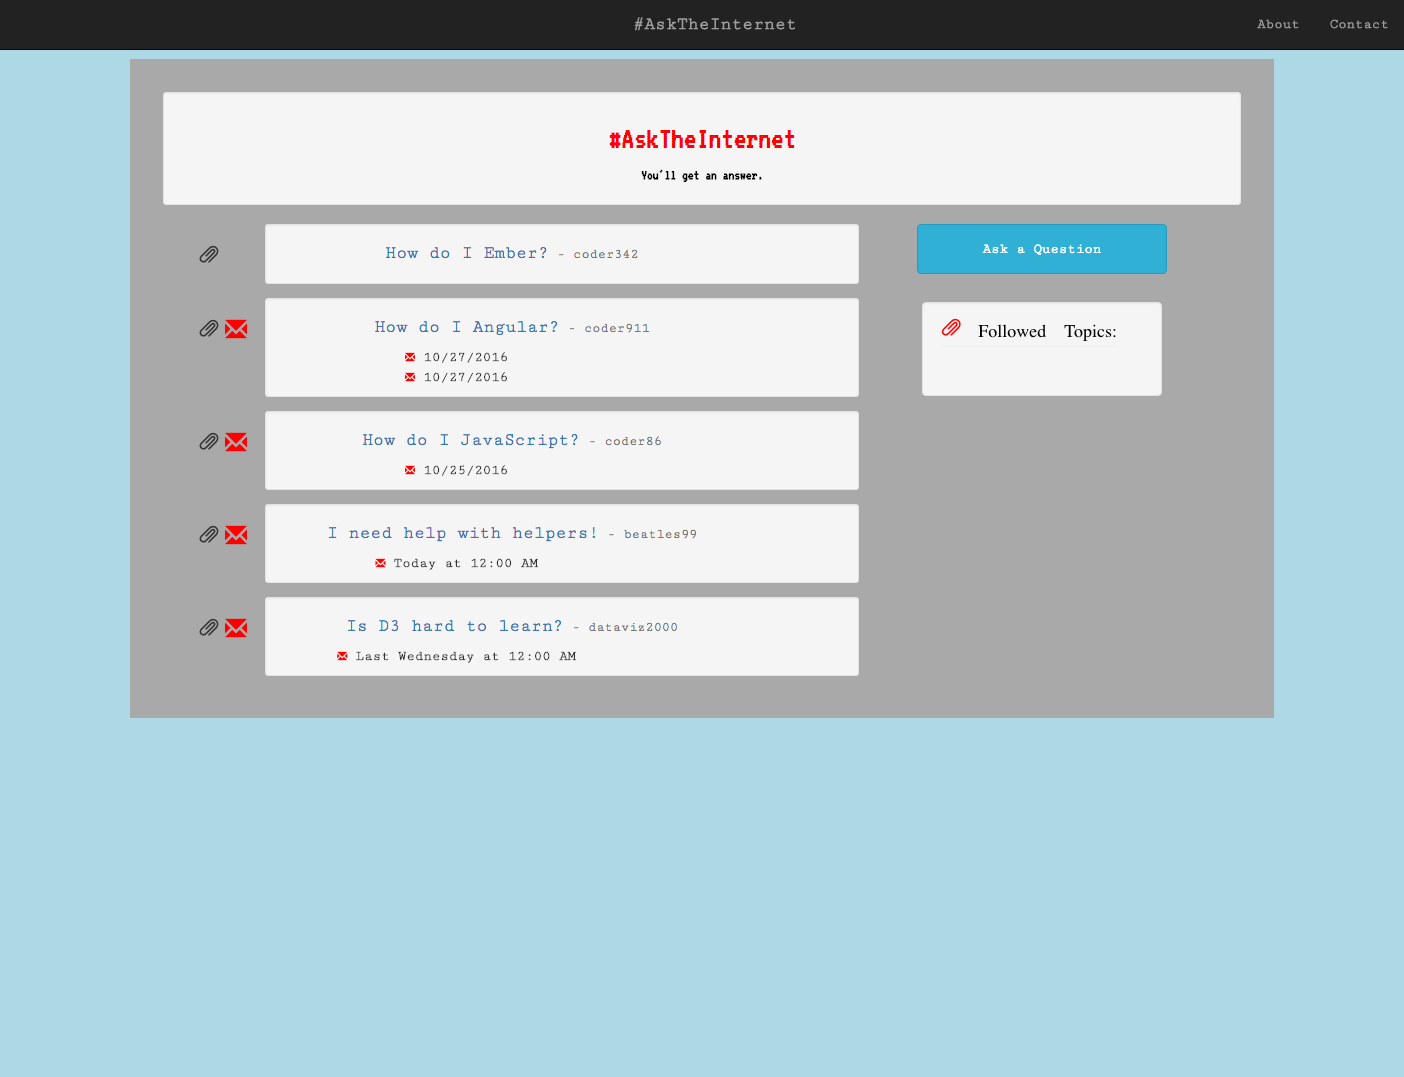 #AskTheInternet
About Contact
#AskTheInternet
You'll get an answer.
How do I Ember? - coder342
How do I Angular? - coder911
10/27/2016
10/27/2016
How do I JavaScript? - coder86
10/25/2016
I need help with helpers! - beatles99
Today at 12:00 AM
Is D3 hard to learn? - dataviz2000
Last Wednesday at 12:00 AM
Ask a Question
Followed Topics: